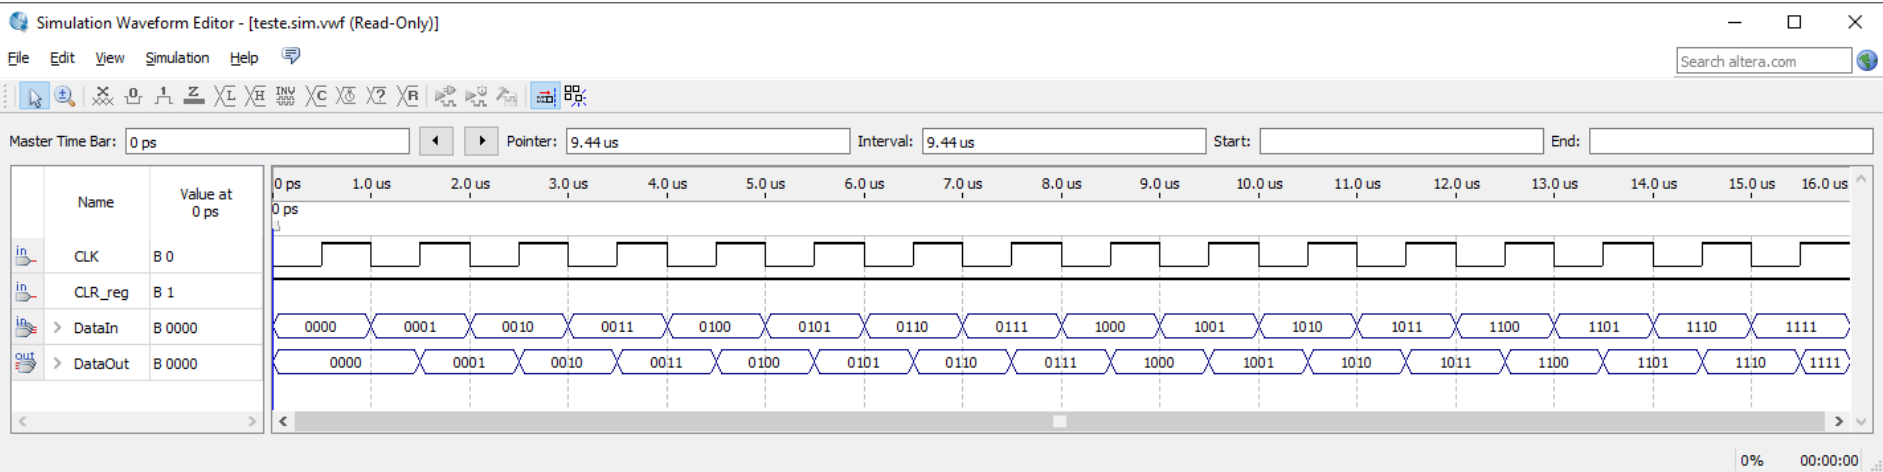 Simulation Waveform Editor - [teste.sim.vwf (Read-Only)]
File Edit View Simulation Help
Search altera.com
Master Time Bar: 0 ps Pointer: 9.44 us Interval: 9.44 us Start: End:
Name Value at 0 ps
0 ps 1.0 us 2.0 us 3.0 us 4.0 us 5.0 us 6.0 us 7.0 us 8.0 us 9.0 us 10.0 us 11.0 us 12.0 us 13.0 us 14.0 us 15.0 us 16.0 us
0 ps
in CLK B 0
in CLR_reg B 1
in DataIn B 0000 0000 0001 0010 0011 0100 0101 0110 0111 1000 1001 1010 1011 1100 1101 1110 1111
out DataOut B 0000 0000 0001 0010 0011 0100 0101 0110 0111 1000 1001 1010 1011 1100 1101 1110 1111
0% 00:00:00